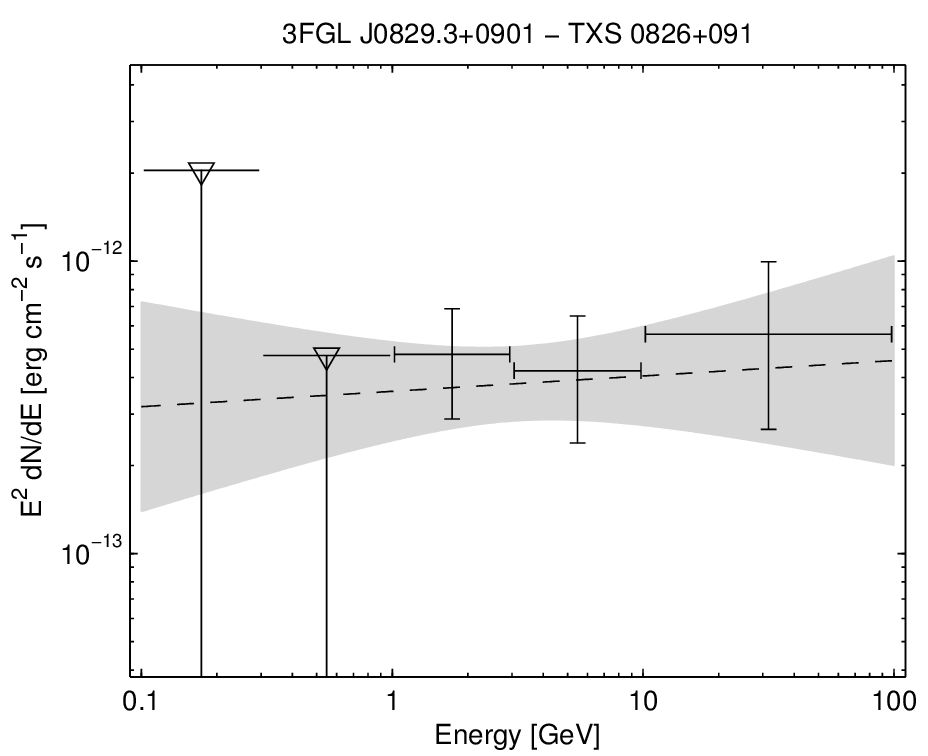 3FGL J0829.3+0901 – TXS 0826+091
E² dN/dE [erg cm⁻² s⁻¹]
10⁻¹²
10⁻¹³
0.1 1 10 100
Energy [GeV]